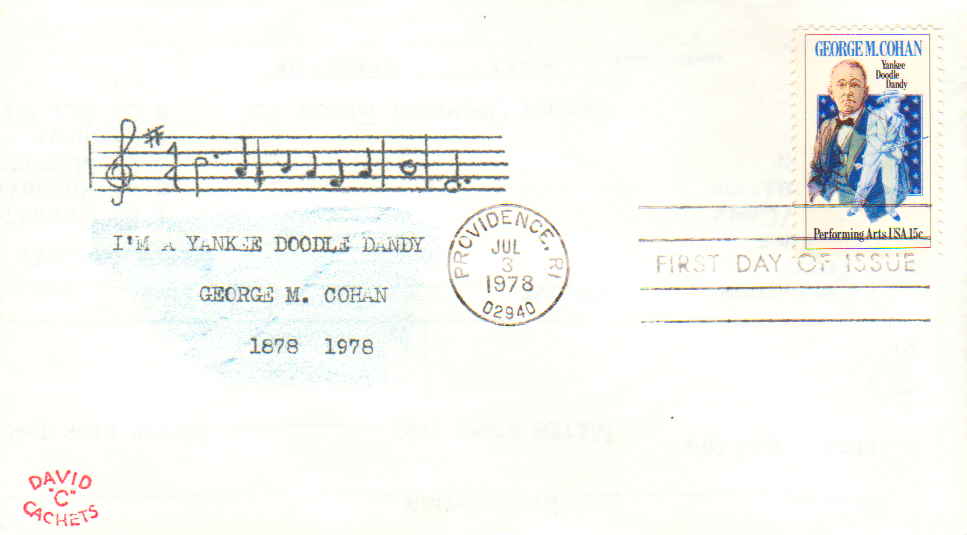 GEORGE M. COHAN
Yankee
Doodle
Dandy
Performing Arts USA 15c
I'M A YANKEE DOODLE DANDY
GEORGE M. COHAN
1878 1978
PROVIDENCE, RI
JUL
3
1978
02940
FIRST DAY OF ISSUE
DAVID
"C"
CACHETS